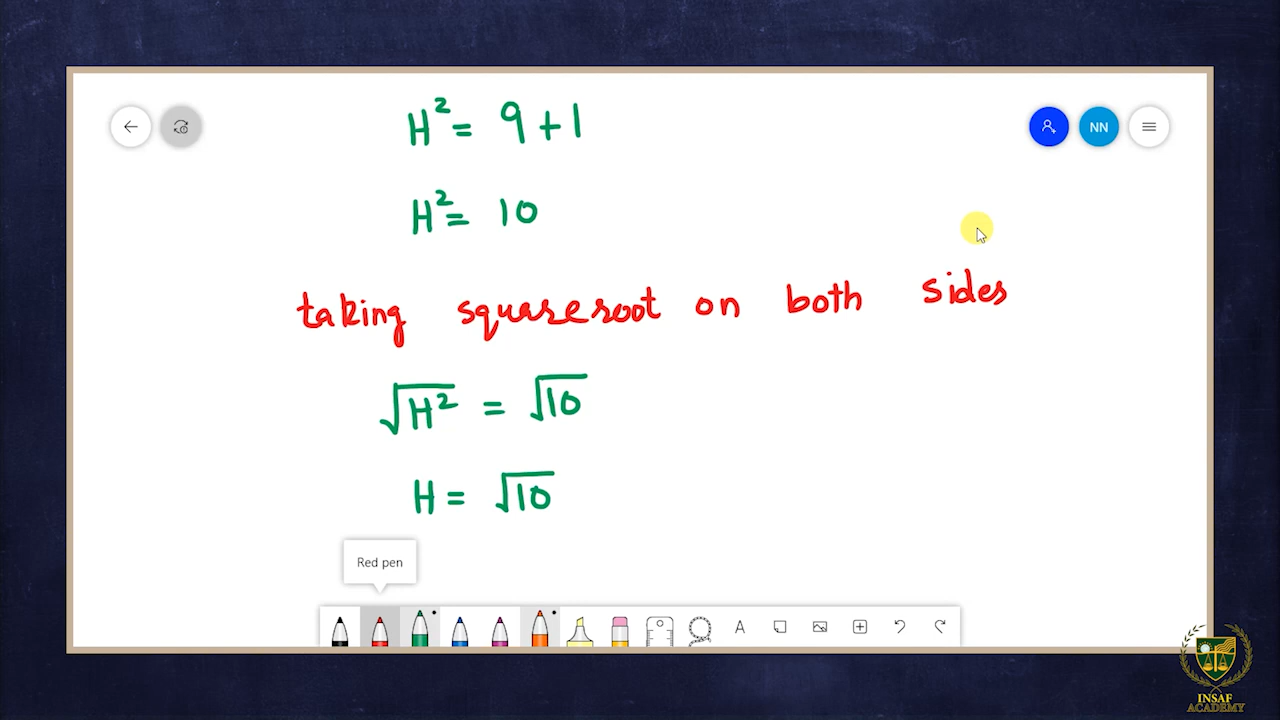 H² = 9 + 1
NN
H² = 10
taking squareroot on both sides
√H² = √10
H = √10
Red pen
A
INSAF
ACADEMY